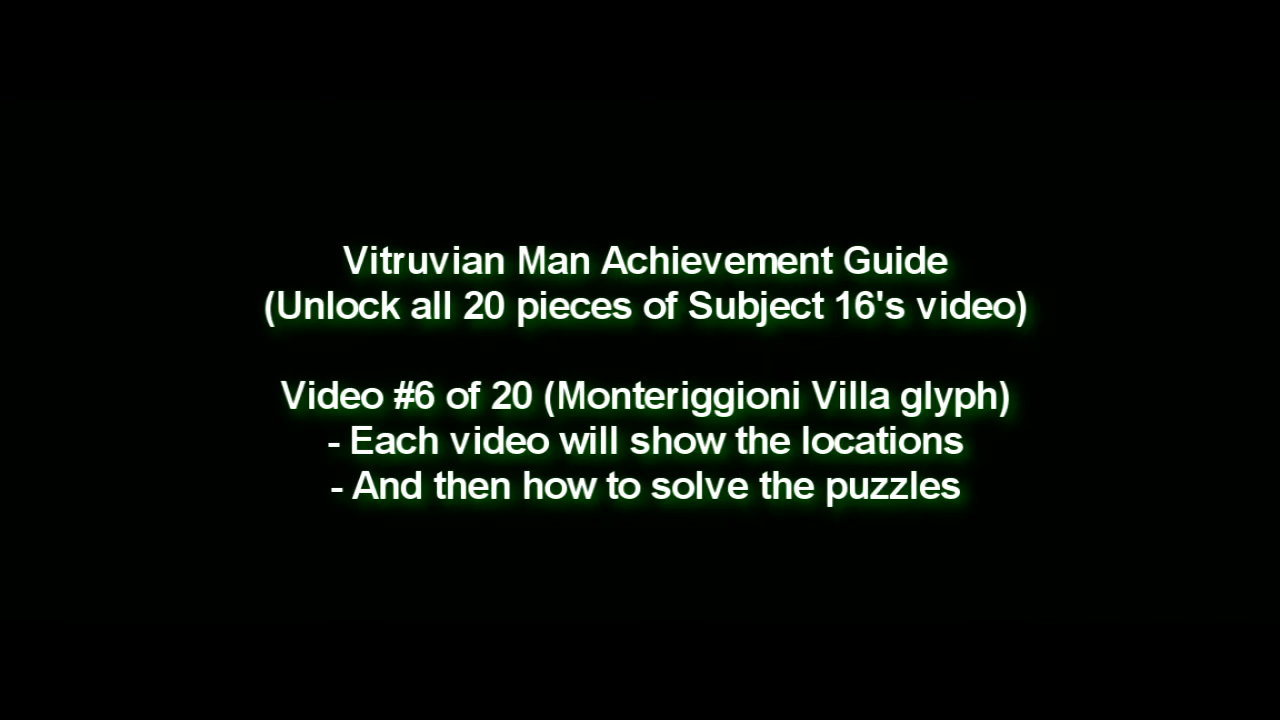 Vitruvian Man Achievement Guide
(Unlock all 20 pieces of Subject 16's video)
Video #6 of 20 (Monteriggioni Villa glyph)
- Each video will show the locations
- And then how to solve the puzzles